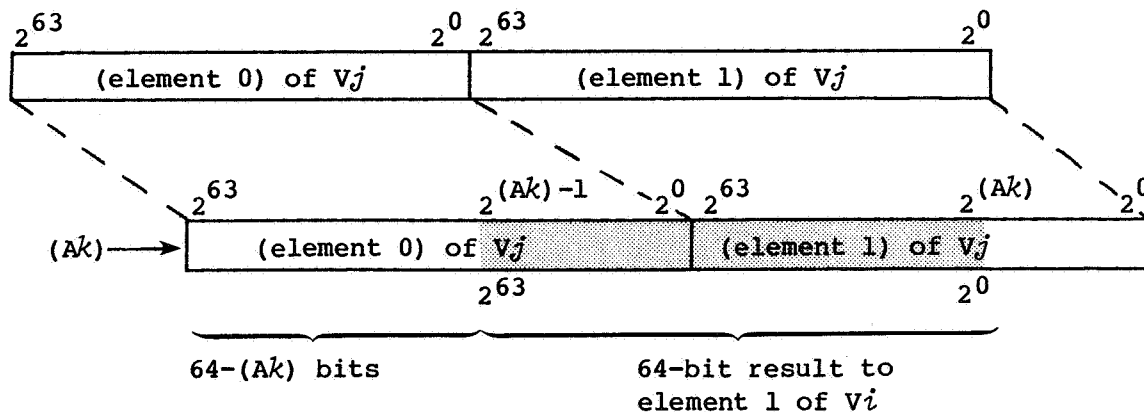 2^63 2^0 2^63 2^0
(element 0) of Vj (element 1) of Vj
2^63 2^(Ak)-1 2^0 2^63 2^(Ak) 2^0
(Ak) (element 0) of Vj (element 1) of Vj
2^63 2^0
64-(Ak) bits 64-bit result to
element 1 of Vi